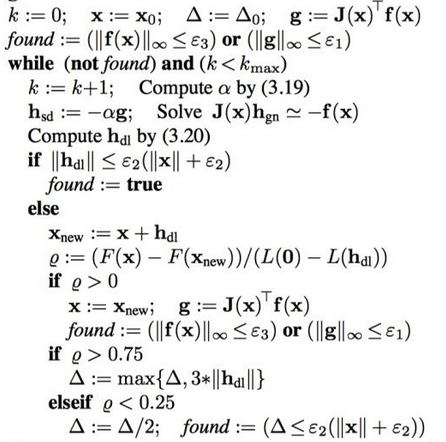 k := 0; x := x₀; Δ := Δ₀; g := J(x)ᵀf(x)
found := (‖f(x)‖∞ ≤ ε₃) or (‖g‖∞ ≤ ε₁)
while (not found) and (k < kmax)
k := k+1; Compute α by (3.19)
hsd := −αg; Solve J(x)hgn ≃ −f(x)
Compute hdl by (3.20)
if ‖hdl‖ ≤ ε₂(‖x‖ + ε₂)
found := true
else
xnew := x + hdl
ϱ := (F(x) − F(xnew))/(L(0) − L(hdl))
if ϱ > 0
x := xnew; g := J(x)ᵀf(x)
found := (‖f(x)‖∞ ≤ ε₃) or (‖g‖∞ ≤ ε₁)
if ϱ > 0.75
Δ := max{Δ, 3∗‖hdl‖}
elseif ϱ < 0.25
Δ := Δ/2; found := (Δ ≤ ε₂(‖x‖ + ε₂))